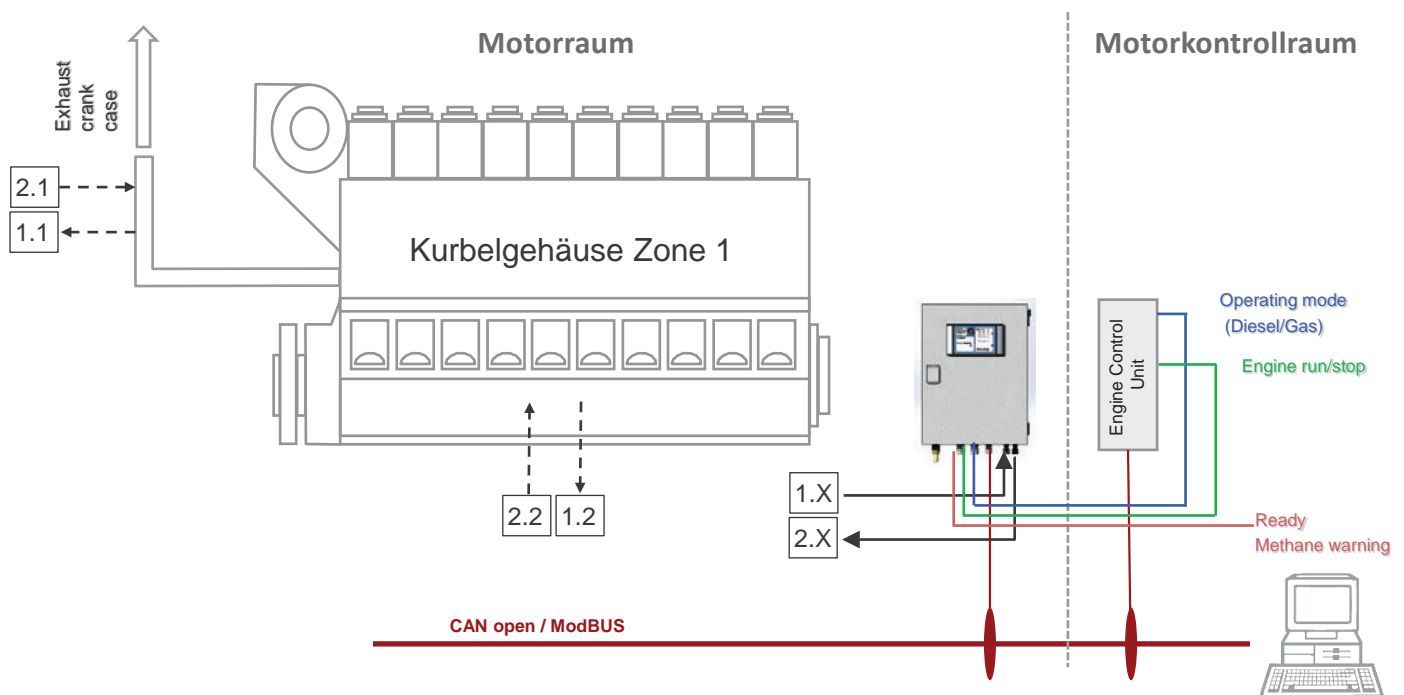 Motorraum
Motorkontrollraum
Exhaust
crank
case
2.1
1.1
Kurbelgehäuse Zone 1
2.2
1.2
1.X
2.X
Engine Control
Unit
Operating mode
(Diesel/Gas)
Engine run/stop
Ready
Methane warning
CAN open / ModBUS